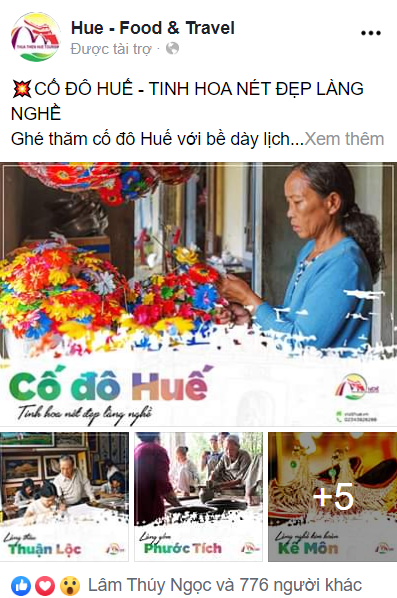 Hue - Food & Travel
Được tài trợ ·
💥CỐ ĐÔ HUẾ - TINH HOA NÉT ĐẸP LÀNG
NGHỀ
Ghé thăm cố đô Huế với bề dày lịch...Xem thêm
Cố đô Huế
Tinh hoa nét đẹp làng nghề
Làng thêu
Thuận Lộc
Làng gốm
Phước Tích
+5
Làng nghề kim hoàn
Kế Môn
Lâm Thúy Ngọc và 776 người khác